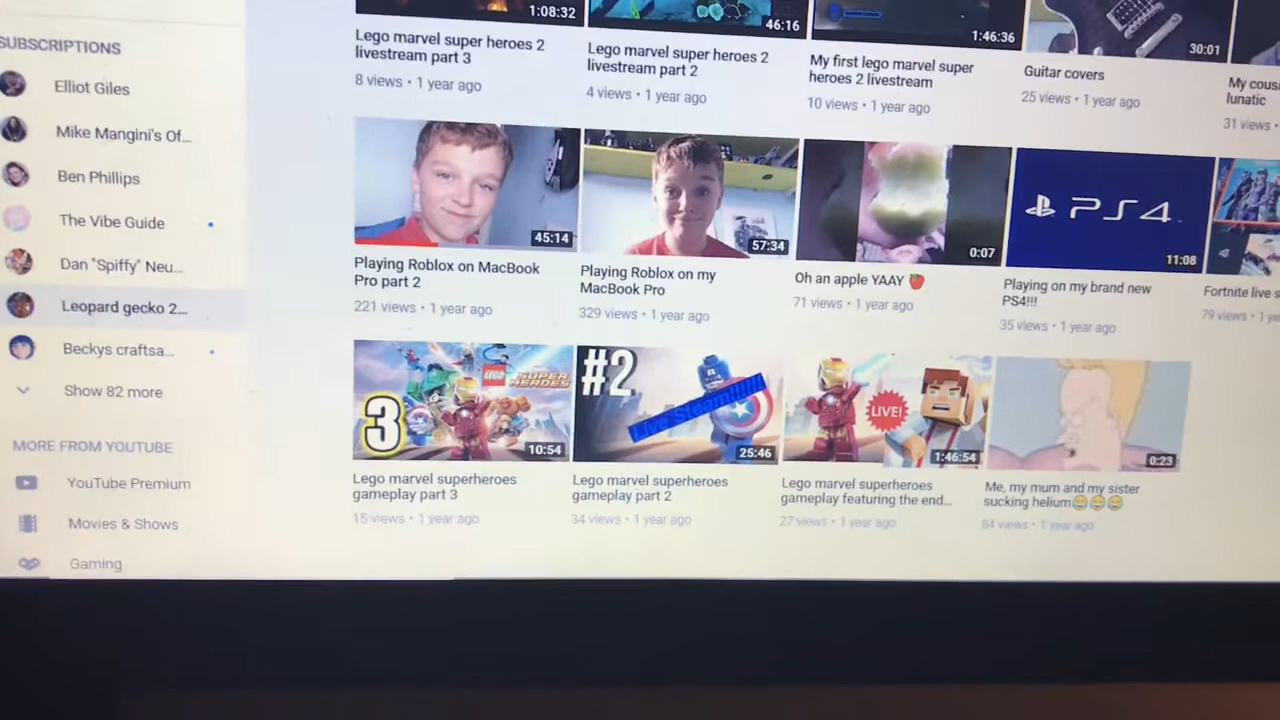 1:08:32
46:16
1:46:36
30:01
SUBSCRIPTIONS
Elliot Giles
Mike Mangini's Of...
Ben Phillips
The Vibe Guide
Dan "Spiffy" Neu...
Leopard gecko 2...
Beckys craftsa...
Show 82 more
MORE FROM YOUTUBE
YouTube Premium
Movies & Shows
Gaming
Lego marvel super heroes 2
livestream part 3
8 views • 1 year ago
Lego marvel super heroes 2
livestream part 2
4 views • 1 year ago
My first lego marvel super
heroes 2 livestream
10 views • 1 year ago
Guitar covers
25 views • 1 year ago
My
lunatic
31 views •
45:14
57:34
0:07
PS4
11:08
Playing Roblox on MacBook
Pro part 2
221 views • 1 year ago
Playing Roblox on my
MacBook Pro
329 views • 1 year ago
Oh an apple YAAY 🍎
71 views • 1 year ago
Playing on my brand new
PS4!!!
35 views • 1 year ago
Fortnite live
79 views • 1
LEGO
SUPER HEROES
3
10:54
#2
Live Steam!!!!!!
25:46
LIVE!
1:46:54
0:23
Lego marvel superheroes
gameplay part 3
15 views • 1 year ago
Lego marvel superheroes
gameplay part 2
34 views • 1 year ago
Lego marvel superheroes
gameplay featuring the end...
27 views • 1 year ago
Me, my mum and my sister
sucking helium😂😂😂
84 views • 1 year ago